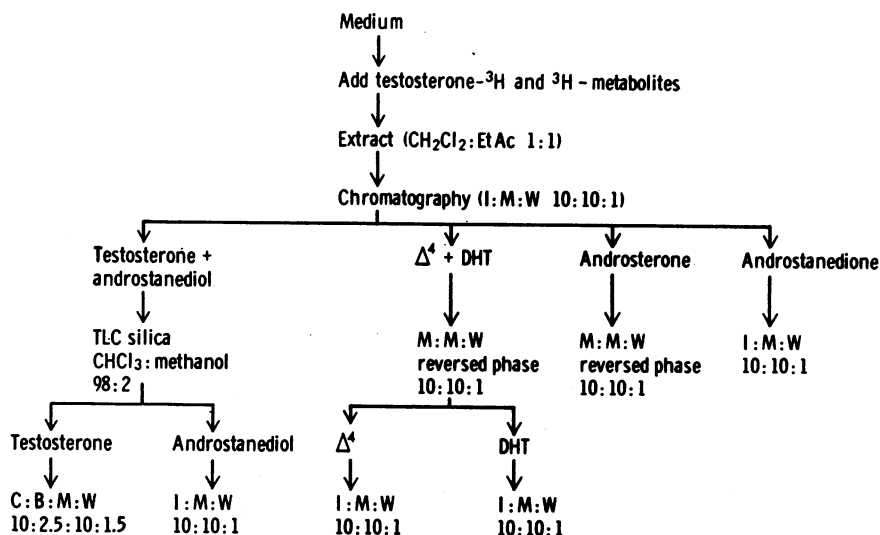 Medium
Add testosterone-³H and ³H - metabolites
Extract (CH₂Cl₂:EtAc 1:1)
Chromatography (I:M:W 10:10:1)
Testosterone +
androstanediol
Δ⁴ + DHT
Androsterone
Androstanedione
TLC silica
CHCl₃:methanol
98:2
M:M:W
reversed phase
10:10:1
M:M:W
reversed phase
10:10:1
I:M:W
10:10:1
Testosterone
Androstanediol
Δ⁴
DHT
C:B:M:W
10:2.5:10:1.5
I:M:W
10:10:1
I:M:W
10:10:1
I:M:W
10:10:1